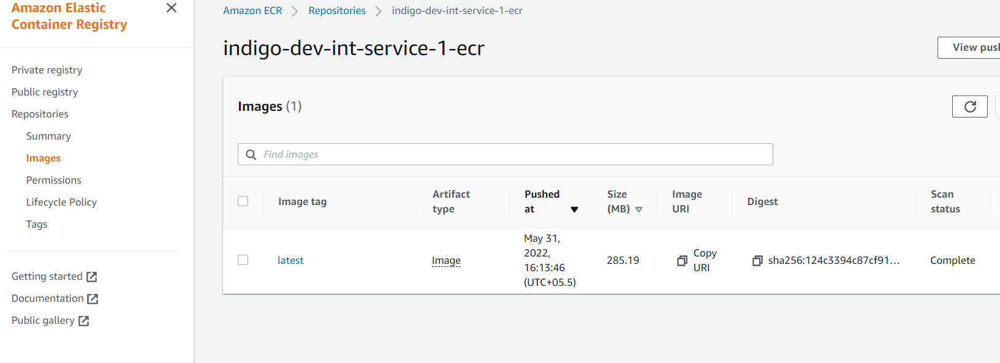 Amazon Elastic
Container Registry
Private registry
Public registry
Repositories
Summary
Images
Permissions
Lifecycle Policy
Tags
Getting started
Documentation
Public gallery
Amazon ECR > Repositories > indigo-dev-int-service-1-ecr
indigo-dev-int-service-1-ecr
View push
Images (1)
Find images
Image tag
Artifact
type
Pushed
at
Size
(MB)
Image
URI
Digest
Scan
status
latest
Image
May 31,
2022,
16:13:46
(UTC+05.5)
285.19
Copy
URI
sha256:124c3394c87cf91...
Complete